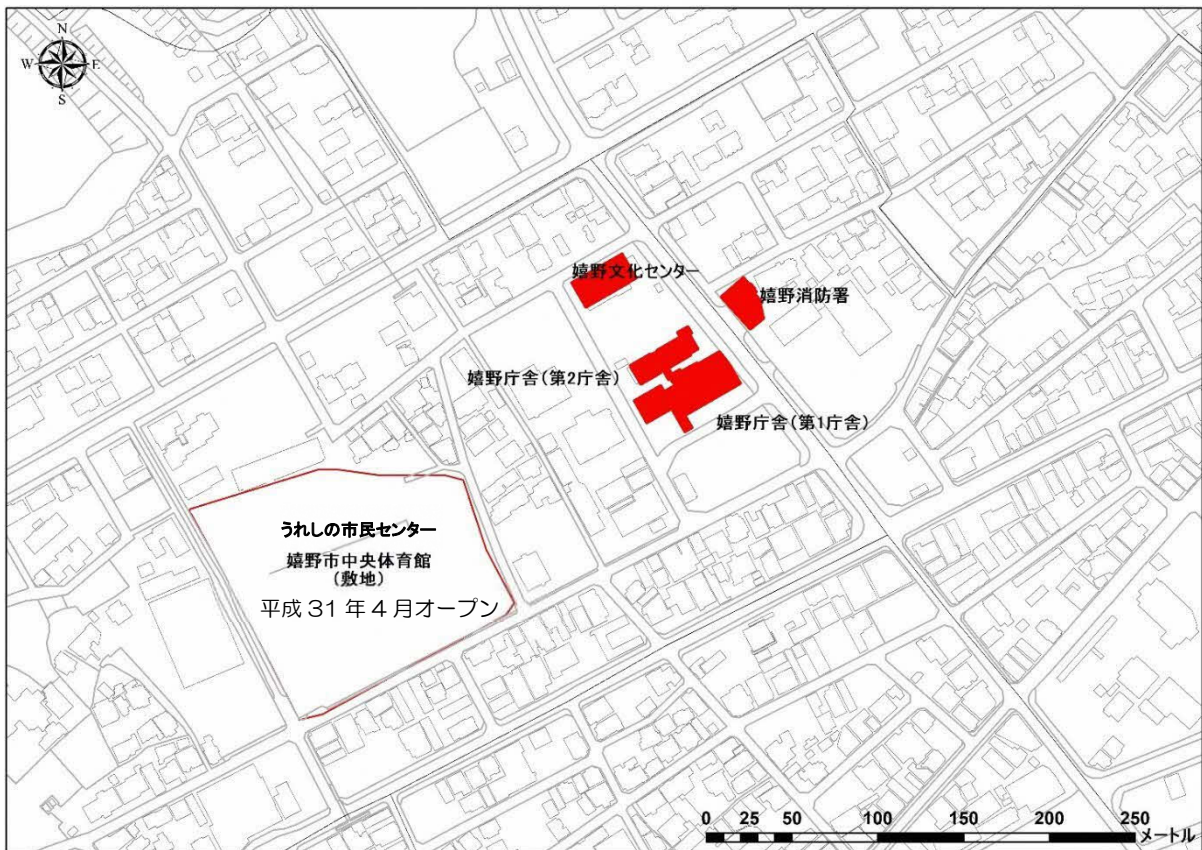 N
W E
S
嬉野文化センター
嬉野消防署
嬉野庁舎(第2庁舎)
嬉野庁舎(第1庁舎)
うれしの市民センター
嬉野市中央体育館
(敷地)
平成 31 年 4 月オープン
0 25 50 100 150 200 250
メートル